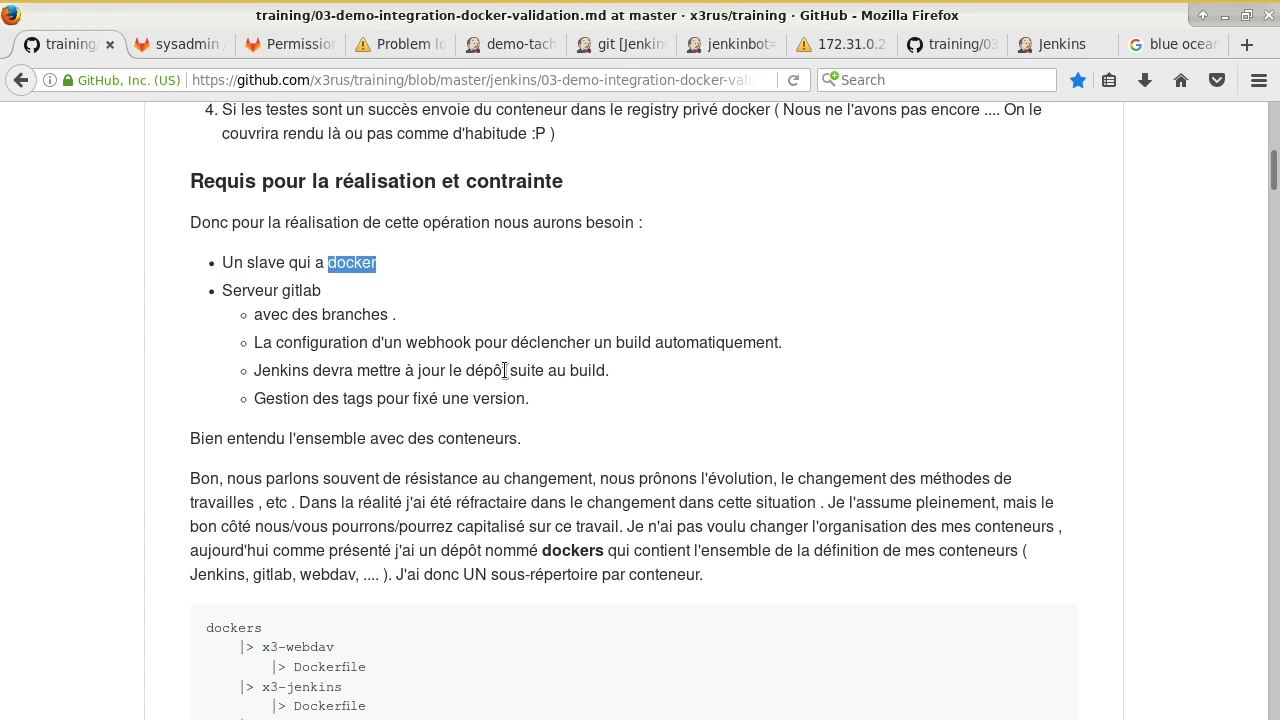 training/03-demo-integration-docker-validation.md at master · x3rus/training · GitHub - Mozilla Firefox
training/ sysadmin Permissio Problem l demo-tach git [Jenkin jenkinbot= 172.31.0.2 training/03 Jenkins blue ocean
GitHub, Inc. (US) https://github.com/x3rus/training/blob/master/jenkins/03-demo-integration-docker-vali Search
4. Si les testes sont un succès envoie du conteneur dans le registry privé docker ( Nous ne l'avons pas encore .... On le
couvrira rendu là ou pas comme d'habitude :P )
Requis pour la réalisation et contrainte
Donc pour la réalisation de cette opération nous aurons besoin :
• Un slave qui a docker
• Serveur gitlab
◦ avec des branches .
◦ La configuration d'un webhook pour déclencher un build automatiquement.
◦ Jenkins devra mettre à jour le dépôt suite au build.
◦ Gestion des tags pour fixé une version.
Bien entendu l'ensemble avec des conteneurs.
Bon, nous parlons souvent de résistance au changement, nous prônons l'évolution, le changement des méthodes de
travailles , etc . Dans la réalité j'ai été réfractaire dans le changement dans cette situation . Je l'assume pleinement, mais le
bon côté nous/vous pourrons/pourrez capitalisé sur ce travail. Je n'ai pas voulu changer l'organisation des mes conteneurs ,
aujourd'hui comme présenté j'ai un dépôt nommé dockers qui contient l'ensemble de la définition de mes conteneurs (
Jenkins, gitlab, webdav, .... ). J'ai donc UN sous-répertoire par conteneur.
dockers
|> x3-webdav
|> Dockerfile
|> x3-jenkins
|> Dockerfile